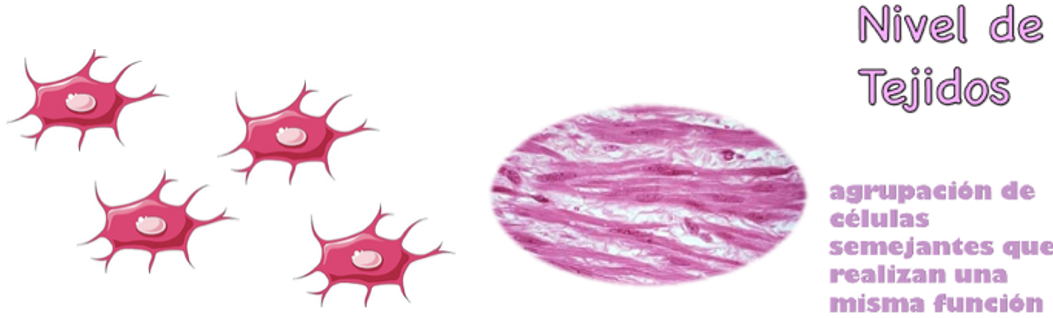 Nivel de
Tejidos
agrupación de
células
semejantes que
realizan una
misma función